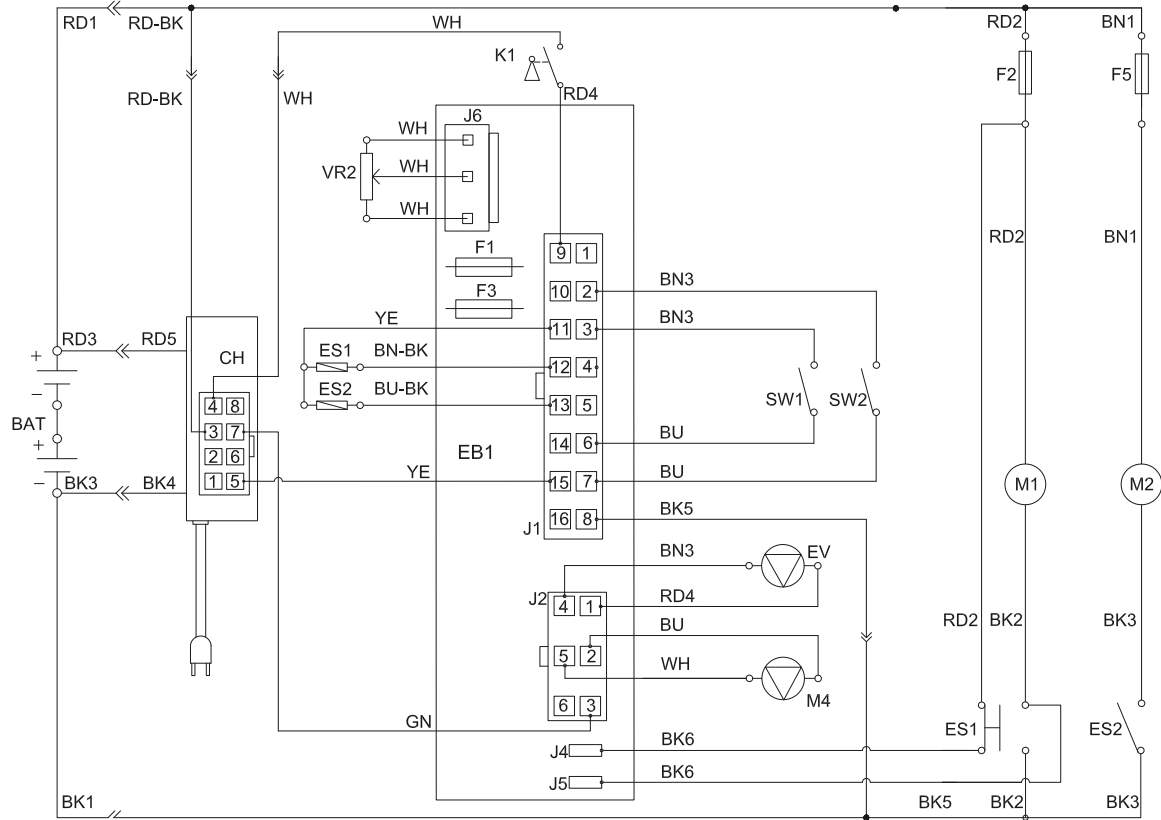 RD1
RD-BK
WH
RD2
BN1
K1
F2
F5
RD-BK
WH
RD4
J6
WH
VR2
WH
WH
RD2
BN1
F1
9 1
F3
10 2
BN3
YE
11 3
BN3
RD3
RD5
CH
ES1
BN-BK
12 4
+
ES2
BU-BK
13 5
SW1
SW2
–
4 8
BAT
3 7
14 6
BU
+
2 6
EB1
–
1 5
YE
15 7
BU
M1
M2
BK3
BK4
16 8
BK5
J1
BN3
EV
J2
4 1
RD4
RD2
BK2
BK3
BU
5 2
WH
M4
6 3
GN
ES1
ES2
J4
BK6
J5
BK6
BK1
BK5
BK2
BK3